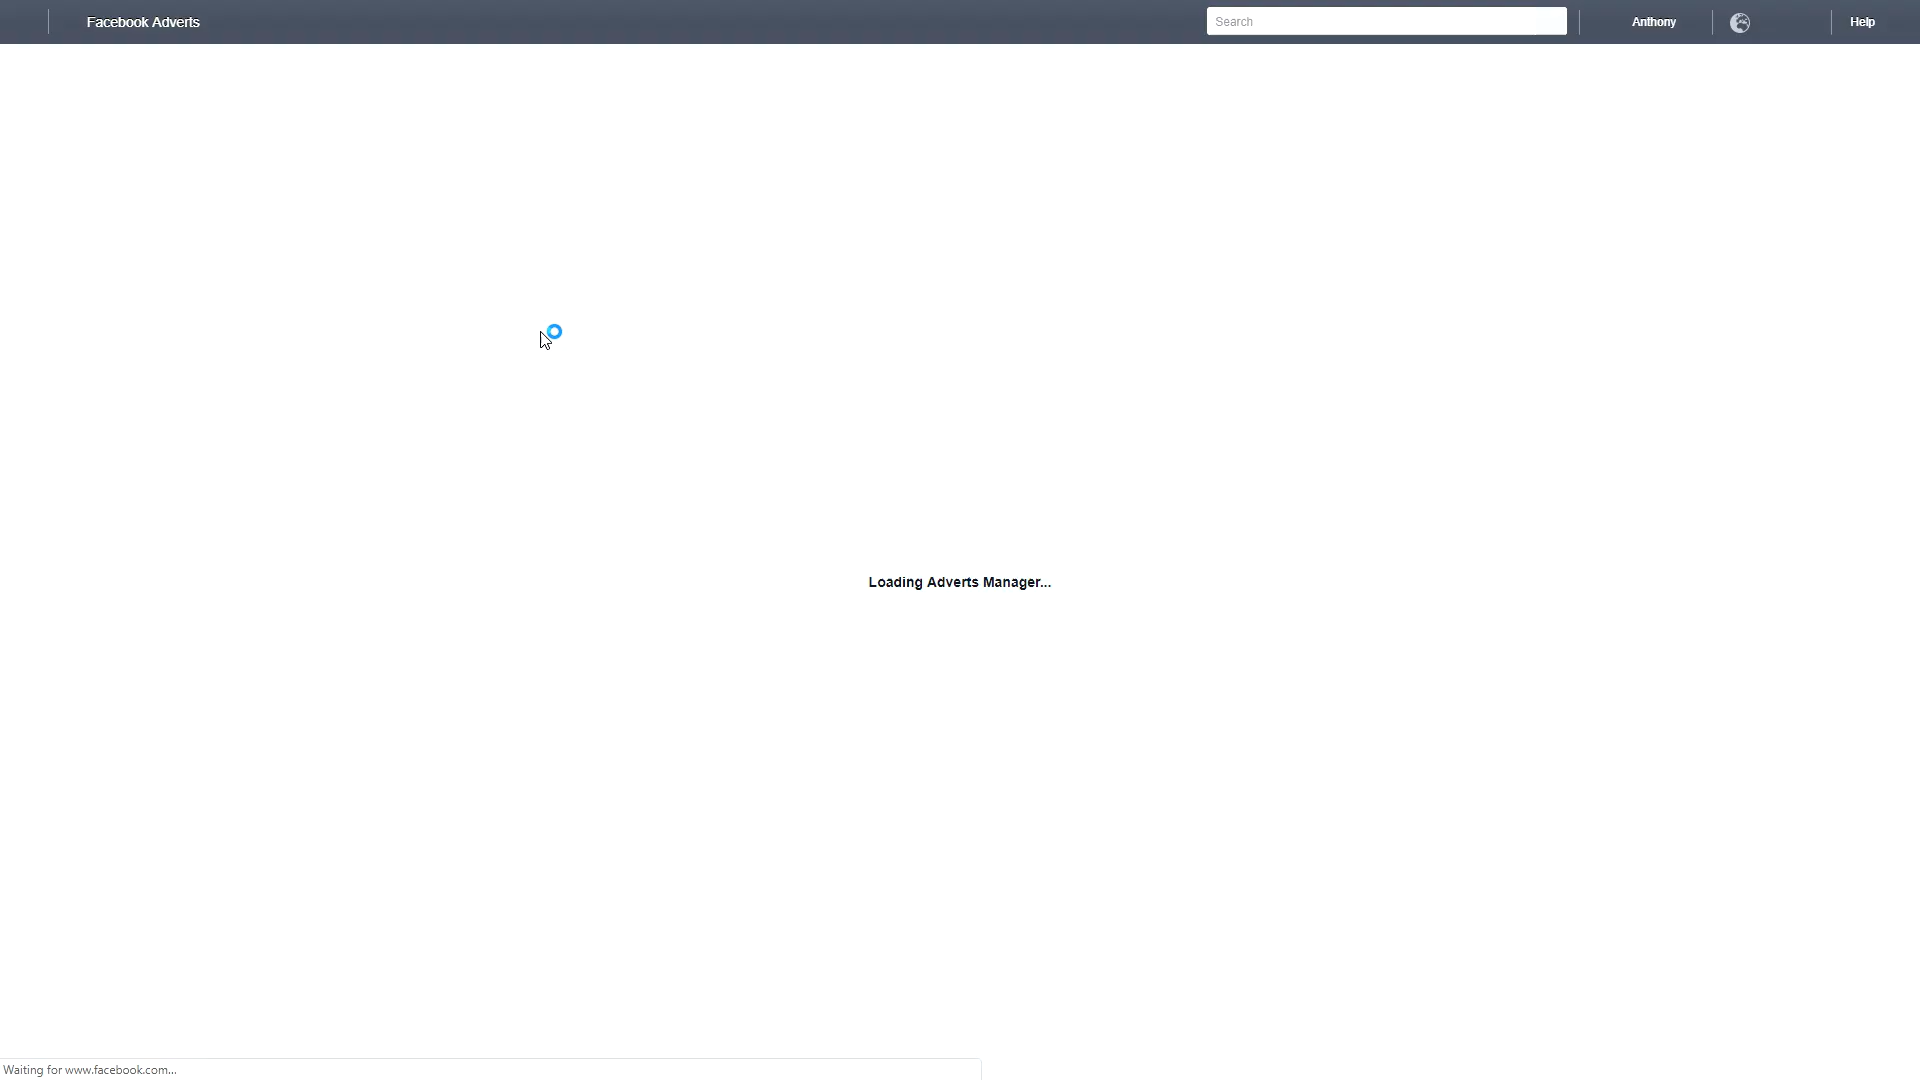 Facebook Adverts
Search
Anthony
Help
Loading Adverts Manager...
Waiting for www.facebook.com...